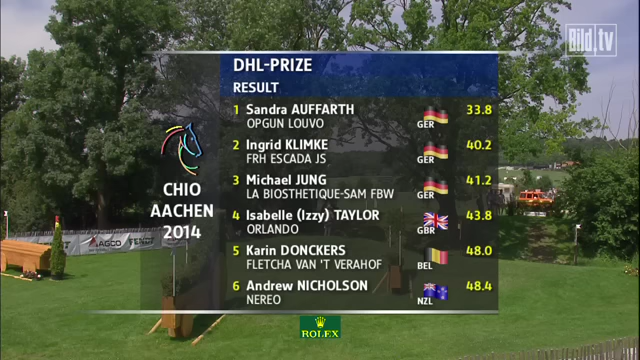 Bild.tv
DHL-PRIZE
RESULT
1 Sandra AUFFARTH 33.8
OPGUN LOUVO GER
2 Ingrid KLIMKE 40.2
FRH ESCADA JS GER
3 Michael JUNG 41.2
LA BIOSTHETIQUE-SAM FBW GER
4 Isabelle (Izzy) TAYLOR 43.8
ORLANDO GBR
5 Karin DONCKERS 48.0
FLETCHA VAN 'T VERAHOF BEL
6 Andrew NICHOLSON 48.4
NEREO NZL
CHIO
AACHEN
2014
AGCO
FENDT
ROLEX